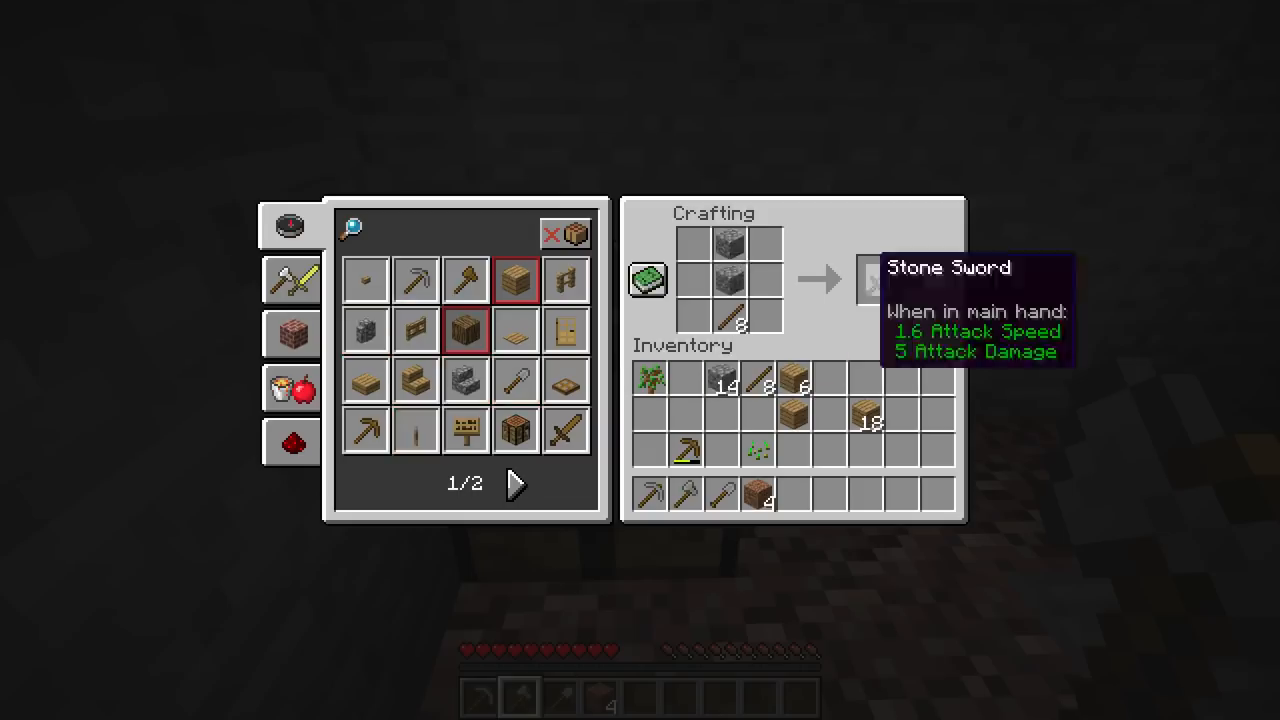 Crafting
Stone Sword
When in main hand:
1.6 Attack Speed
5 Attack Damage
8
Inventory
14 8 6
18
4
1/2
4